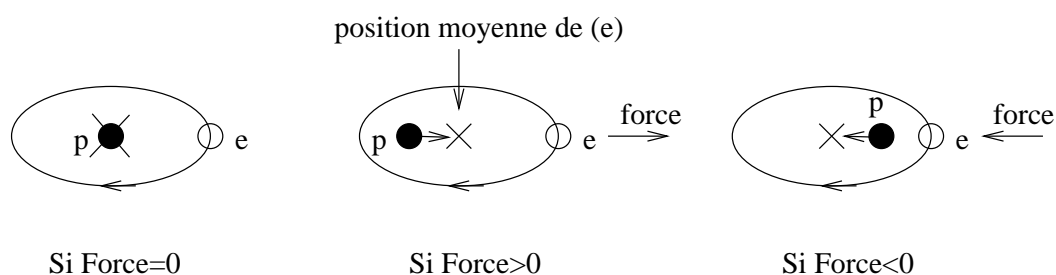 position moyenne de (e)
p
e
p
e
force
p
e
force
Si Force=0
Si Force>0
Si Force<0